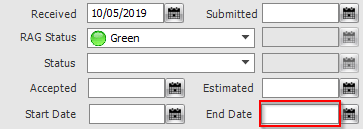 Received 10/05/2019 Submitted
RAG Status Green
Status
Accepted Estimated
Start Date End Date